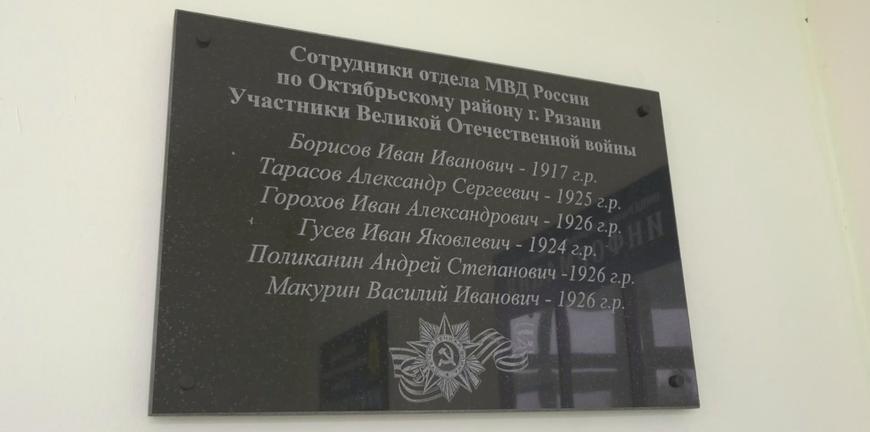 Сотрудники отдела МВД России
по Октябрьскому району г. Рязани
Участники Великой Отечественной войны
Борисов Иван Иванович - 1917 г.р.
Тарасов Александр Сергеевич - 1925 г.р.
Горохов Иван Александрович - 1926 г.р.
Гусев Иван Яковлевич - 1924 г.р.
Поликанин Андрей Степанович -1926 г.р.
Макурин Василий Иванович - 1926 г.р.